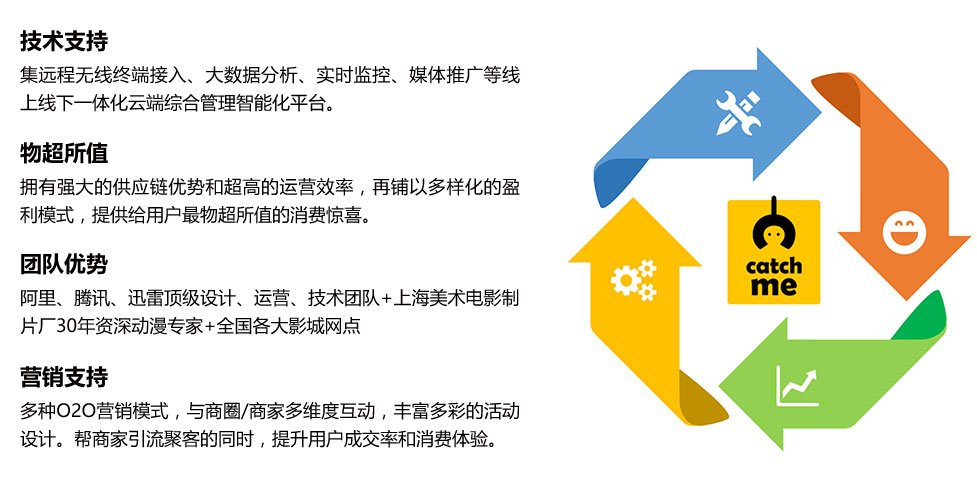 技术支持
集远程无线终端接入、大数据分析、实时监控、媒体推广等线
上线下一体化云端综合管理智能化平台。
物超所值
拥有强大的供应链优势和超高的运营效率，再铺以多样化的盈
利模式，提供给用户最物超所值的消费惊喜。
团队优势
阿里、腾讯、迅雷顶级设计、运营、技术团队+上海美术电影制
片厂30年资深动漫专家+全国各大影城网点
营销支持
多种O2O营销模式，与商圈/商家多维度互动，丰富多彩的活动
设计。帮商家引流聚客的同时，提升用户成交率和消费体验。
catch
me